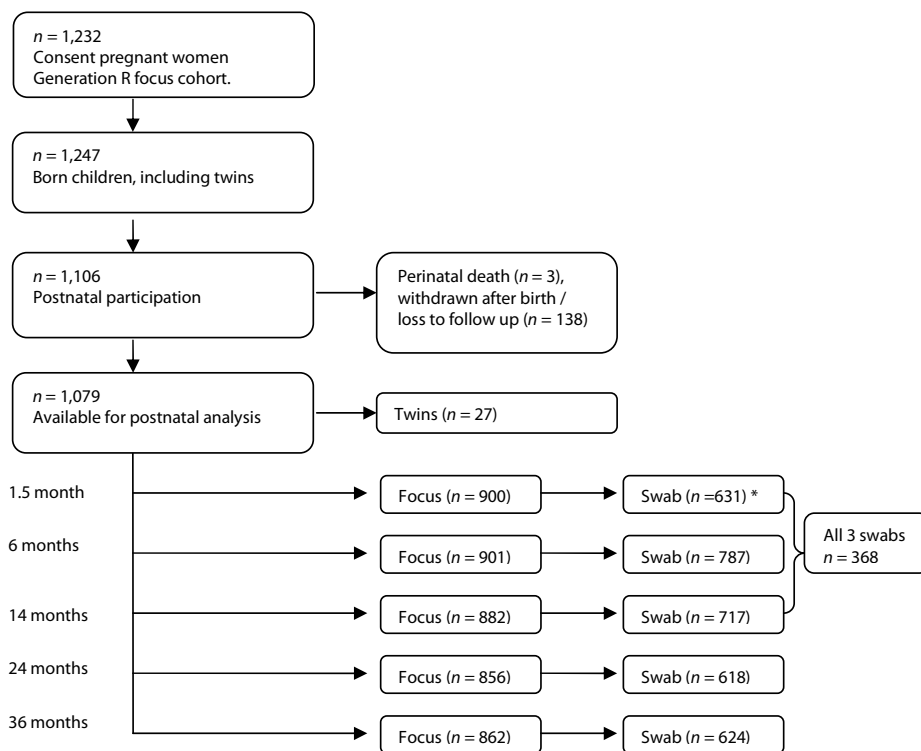 n = 1,232
Consent pregnant women
Generation R focus cohort.
n = 1,247
Born children, including twins
n = 1,106
Postnatal participation
Perinatal death (n = 3),
withdrawn after birth /
loss to follow up (n = 138)
n = 1,079
Available for postnatal analysis
Twins (n = 27)
1.5 month
Focus (n = 900)
Swab (n =631) *
6 months
Focus (n = 901)
Swab (n = 787)
All 3 swabs
n = 368
14 months
Focus (n = 882)
Swab (n = 717)
24 months
Focus (n = 856)
Swab (n = 618)
36 months
Focus (n = 862)
Swab (n = 624)